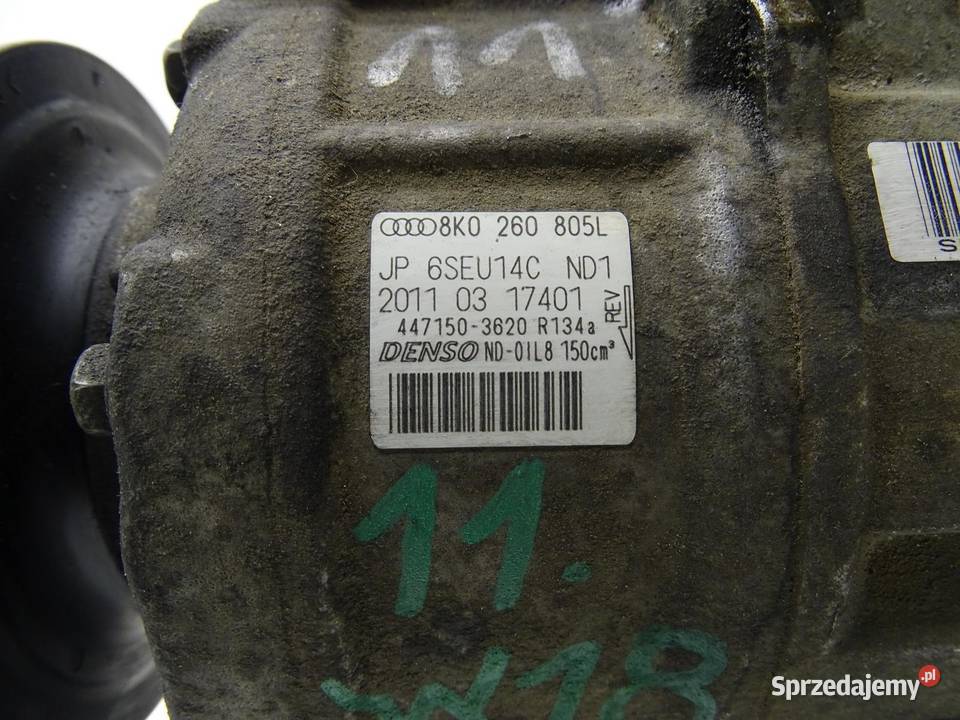 11
8K0 260 805L
JP 6SEU14C ND1
2011 03 17401
REV
447150-3620 R134a
DENSO ND-OIL8 150cm³
S
11.
W18
Sprzedajemy.pl